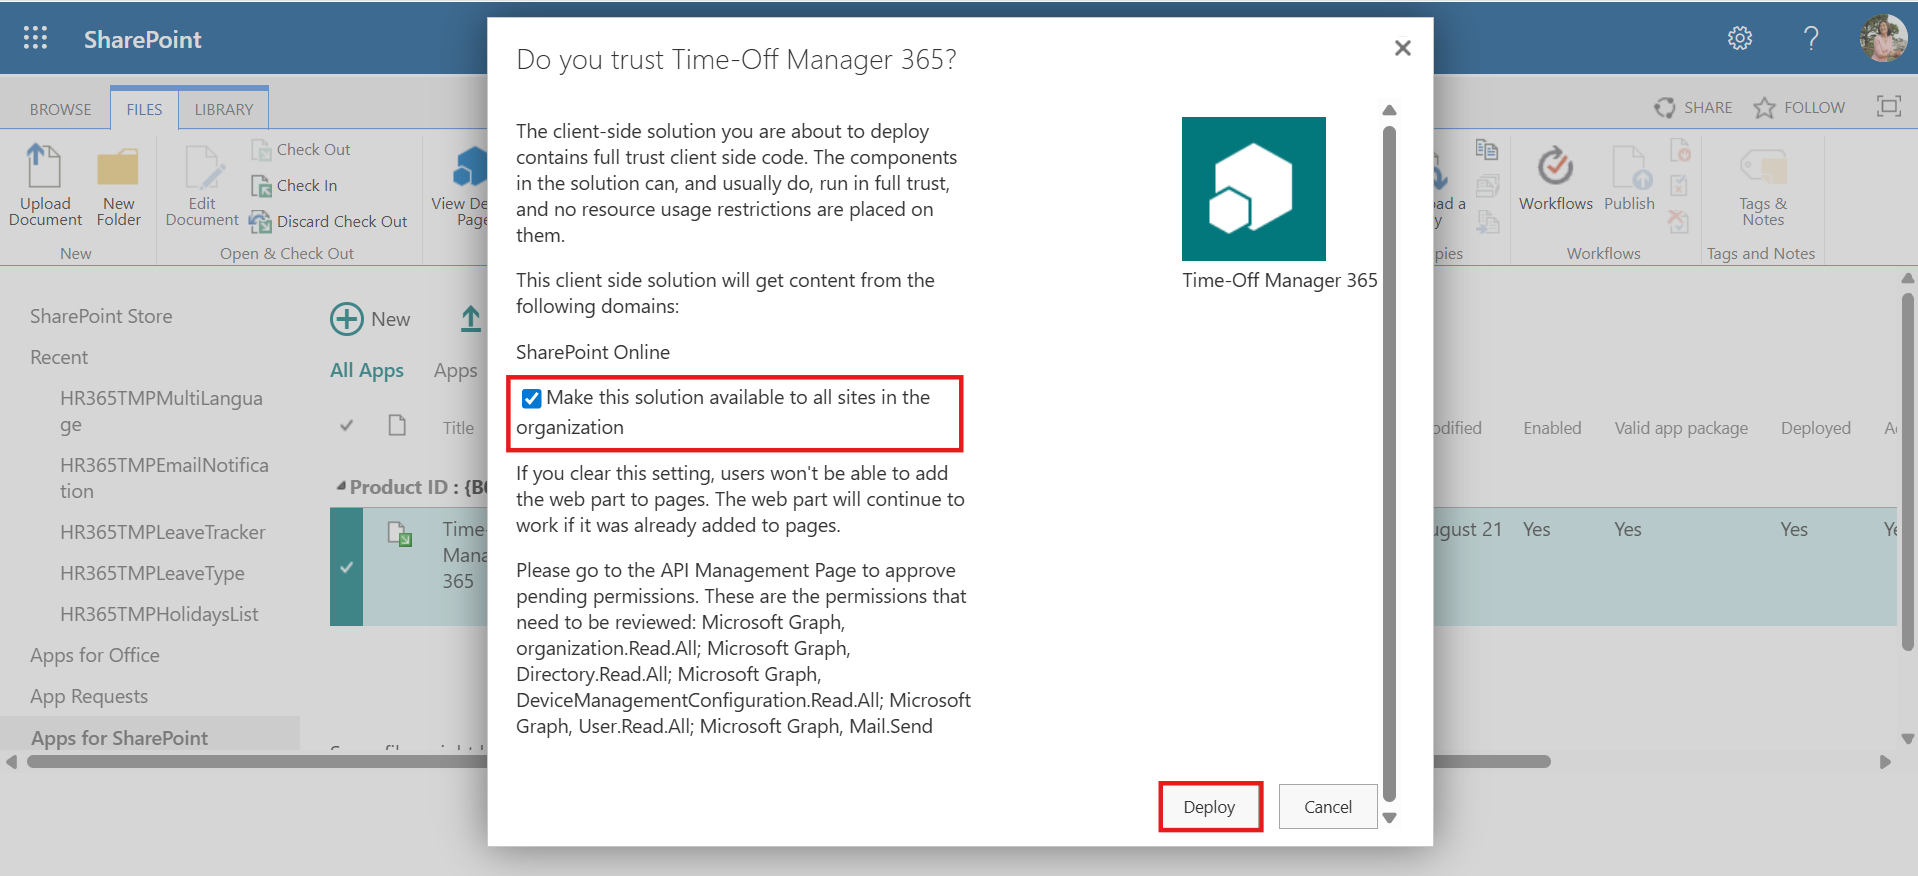 SharePoint
BROWSE
FILES
LIBRARY
SHARE
FOLLOW
Upload
Document
New
Folder
New
Edit
Document
Check Out
Check In
Discard Check Out
Open & Check Out
View De
Page
ad a
y
pies
Workflows
Publish
Workflows
Tags &
Notes
Tags and Notes
SharePoint Store
Recent
HR365TMPMultiLangua
ge
HR365TMPEmailNotifica
tion
HR365TMPLeaveTracker
HR365TMPLeaveType
HR365TMPHolidaysList
Apps for Office
App Requests
Apps for SharePoint
New
All Apps
Apps
Title
Product ID : {B
Time-
Mana
365
odified
Enabled
Valid app package
Deployed
ugust 21
Yes
Yes
Yes
Do you trust Time-Off Manager 365?
The client-side solution you are about to deploy
contains full trust client side code. The components
in the solution can, and usually do, run in full trust,
and no resource usage restrictions are placed on
them.
This client side solution will get content from the
following domains:
SharePoint Online
Make this solution available to all sites in the
organization
If you clear this setting, users won't be able to add
the web part to pages. The web part will continue to
work if it was already added to pages.
Please go to the API Management Page to approve
pending permissions. These are the permissions that
need to be reviewed: Microsoft Graph,
organization.Read.All; Microsoft Graph,
Directory.Read.All; Microsoft Graph,
DeviceManagementConfiguration.Read.All; Microsoft
Graph, User.Read.All; Microsoft Graph, Mail.Send
Time-Off Manager 365
Deploy
Cancel